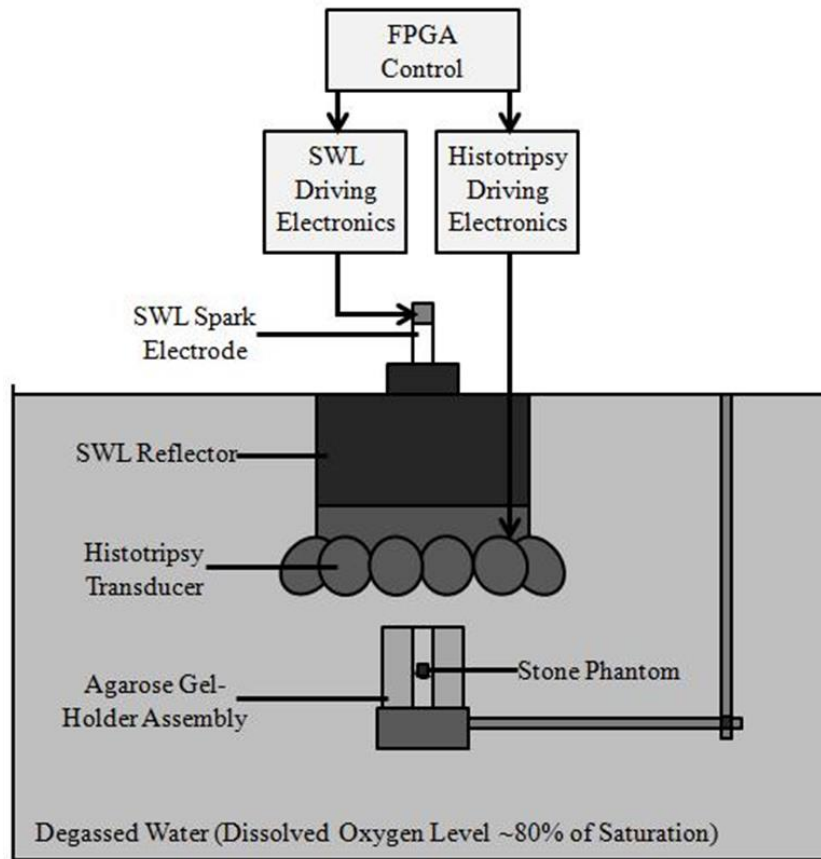 FPGA
Control
SWL
Driving
Electronics
Histotripsy
Driving
Electronics
SWL Spark
Electrode
SWL Reflector
Histotripsy
Transducer
Agarose Gel-
Holder Assembly
Stone Phantom
Degassed Water (Dissolved Oxygen Level ~80% of Saturation)